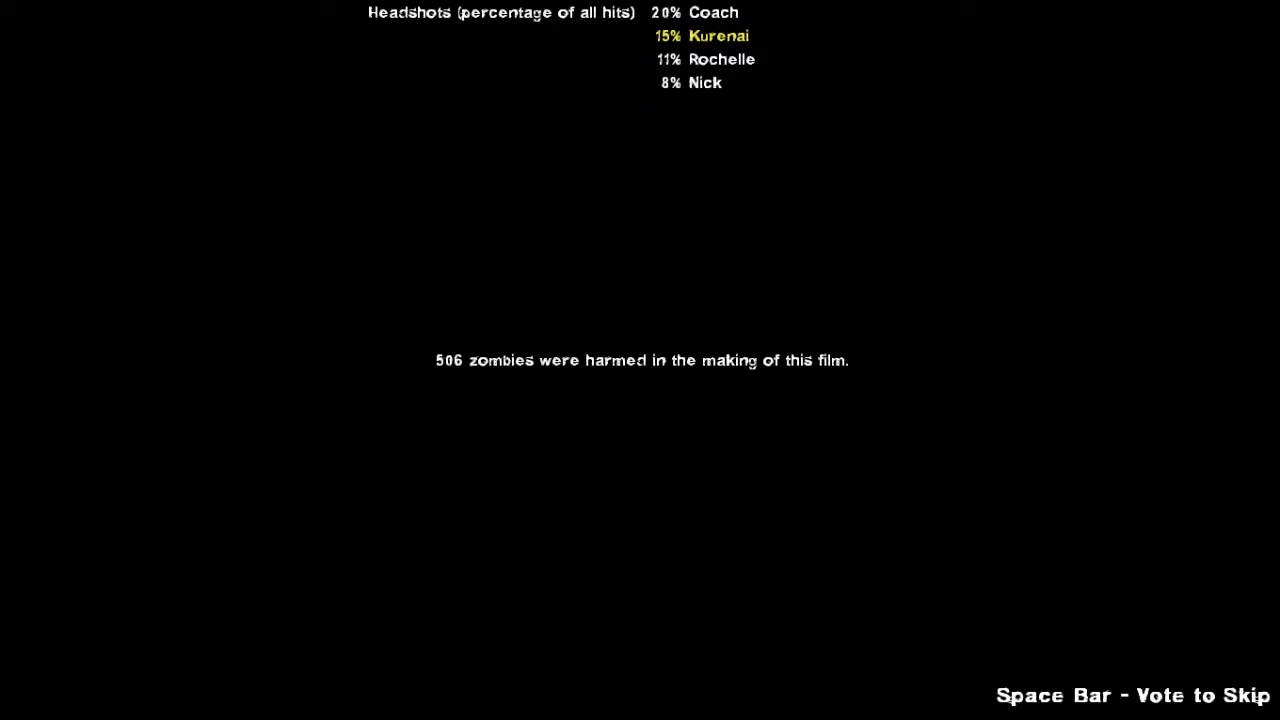 Headshots (percentage of all hits) 20% Coach
15% Kurenai
11% Rochelle
8% Nick
506 zombies were harmed in the making of this film.
Space Bar - Vote to Skip